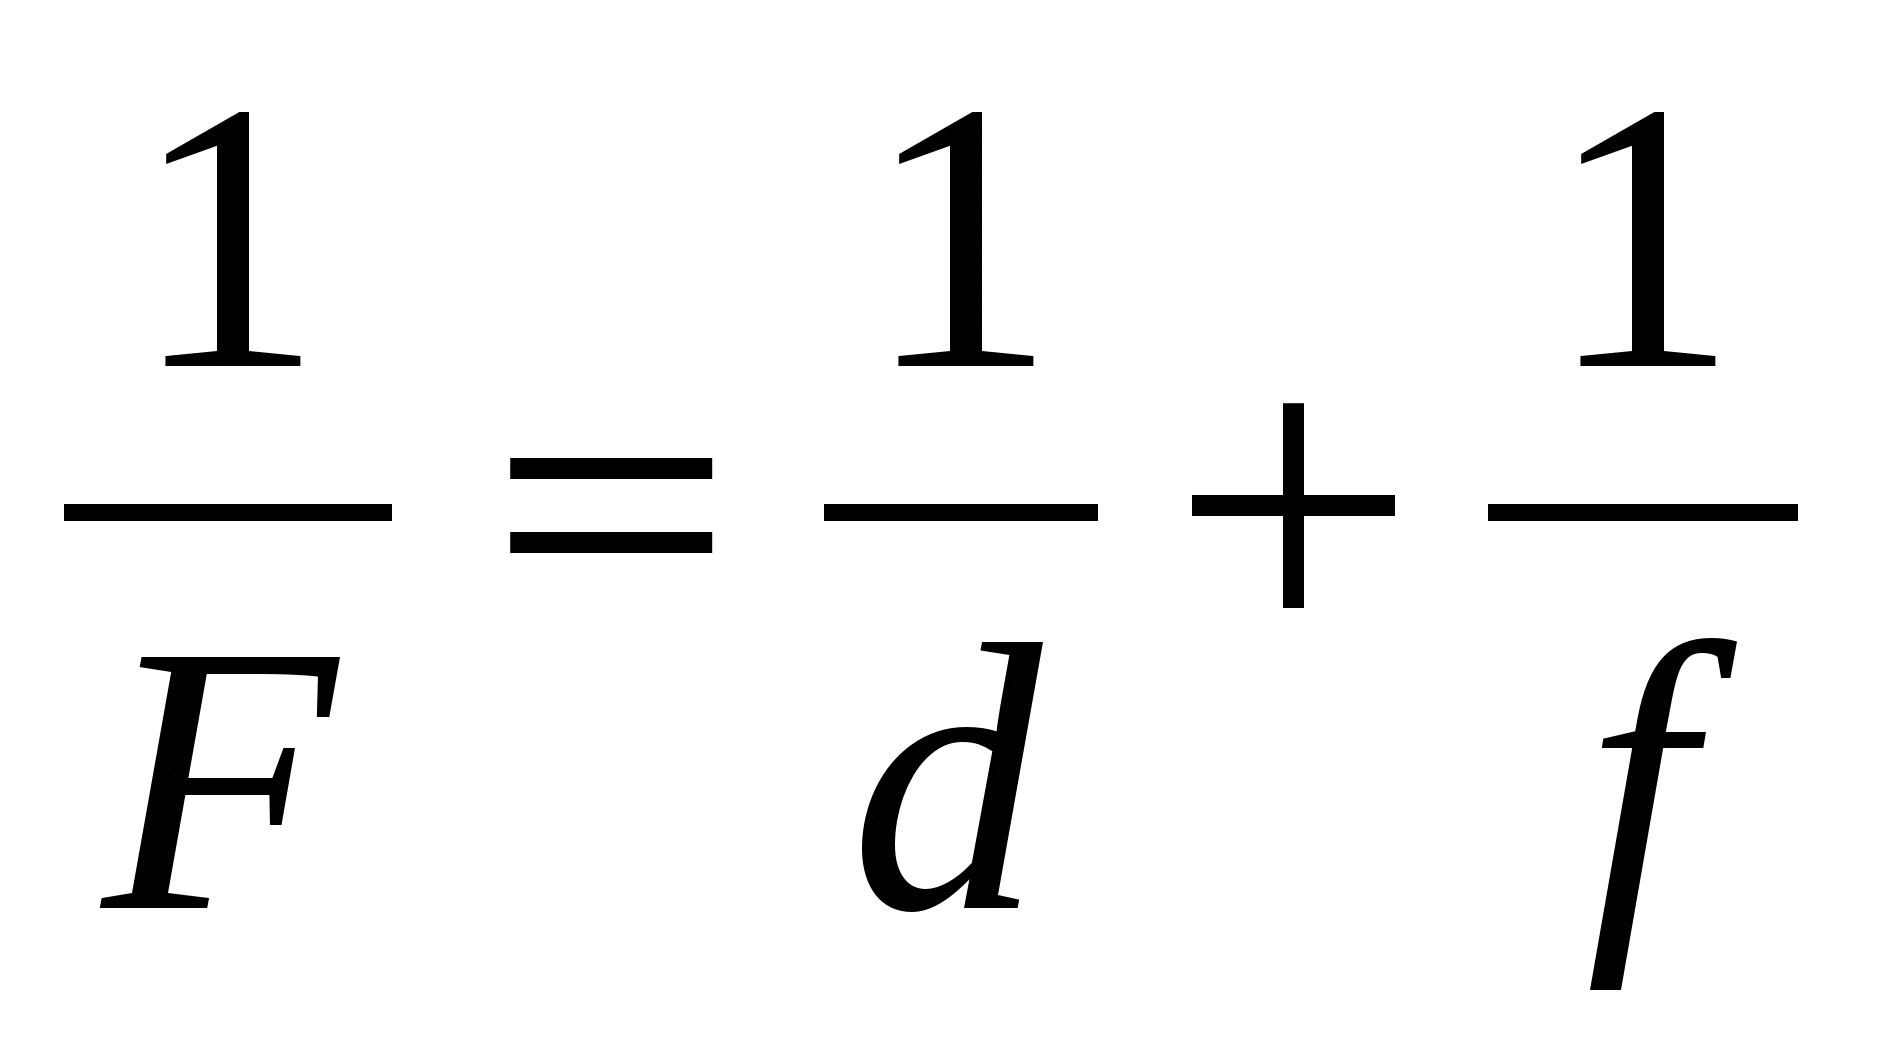 1/F = 1/d + 1/f